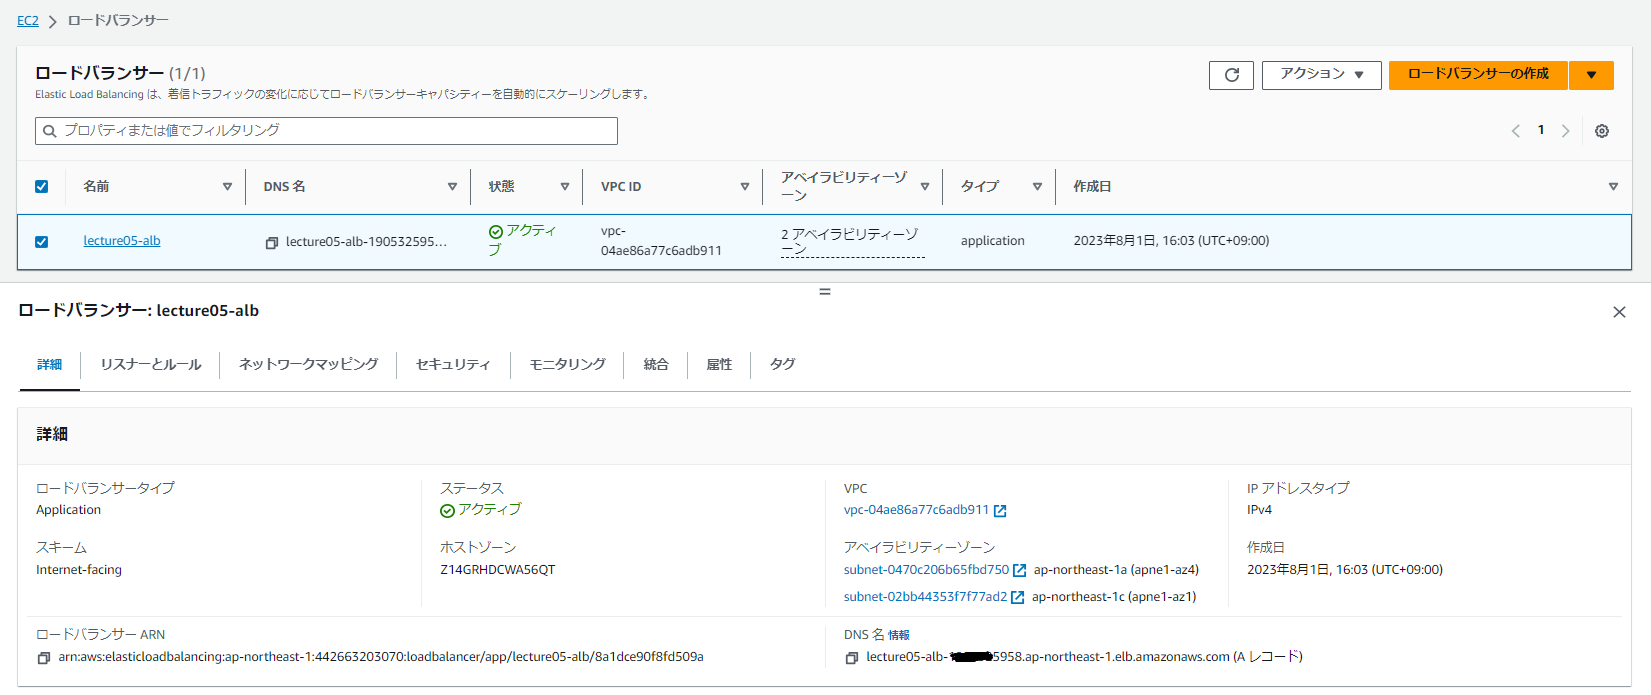 EC2 > ロードバランサー
ロードバランサー (1/1)
アクション ▼
ロードバランサーの作成
Elastic Load Balancing は、着信トラフィックの変化に応じてロードバランサーキャパシティーを自動的にスケーリングします。
プロパティまたは値でフィルタリング
1
名前 DNS 名 状態 VPC ID アベイラビリティーゾ
ーン タイプ 作成日
lecture05-alb lecture05-alb-190532595... アクティ
ブ vpc-
04ae86a77c6adb911 2 アベイラビリティーゾ
ーン application 2023年8月1日, 16:03 (UTC+09:00)
ロードバランサー: lecture05-alb
詳細 リスナーとルール ネットワークマッピング セキュリティ モニタリング 統合 属性 タグ
詳細
ロードバランサータイプ ステータス VPC IP アドレスタイプ
Application アクティブ vpc-04ae86a77c6adb911 IPv4
スキーム ホストゾーン アベイラビリティーゾーン 作成日
Internet-facing Z14GRHDCWA56QT subnet-0470c206b65fbd750 ap-northeast-1a (apne1-az4) 2023年8月1日, 16:03 (UTC+09:00)
subnet-02bb44353f7f77ad2 ap-northeast-1c (apne1-az1)
ロードバランサー ARN DNS 名 情報
arn:aws:elasticloadbalancing:ap-northeast-1:442663203070:loadbalancer/app/lecture05-alb/8a1dce90f8fd509a lecture05-alb- 5958.ap-northeast-1.elb.amazonaws.com (A レコード)